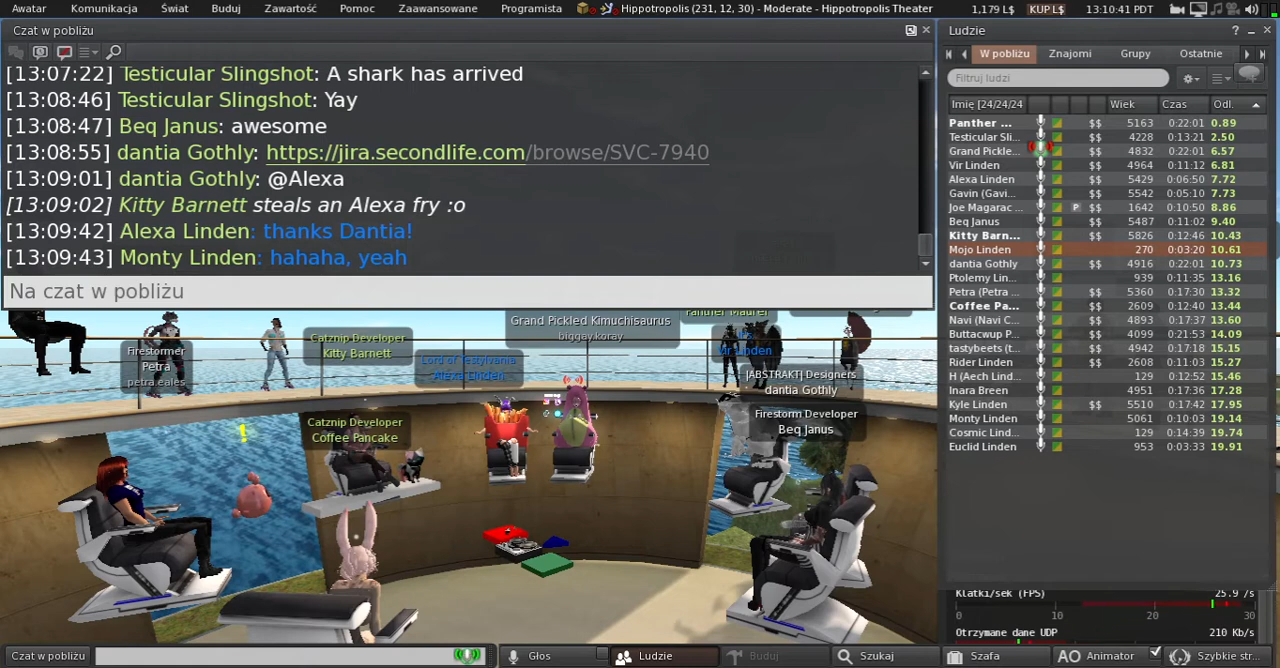 Awatar Komunikacja Świat Buduj Zawartość Pomoc Zaawansowane Programista Hippotropolis (231, 12, 30) - Moderate - Hippotropolis Theater 1,179 L$ KUP L$ 13:10:41 PDT
Czat w pobliżu
[13:07:22] Testicular Slingshot: A shark has arrived
[13:08:46] Testicular Slingshot: Yay
[13:08:47] Beq Janus: awesome
[13:08:55] dantia Gothly: https://jira.secondlife.com/browse/SVC-7940
[13:09:01] dantia Gothly: @Alexa
[13:09:02] Kitty Barnett steals an Alexa fry :o
[13:09:42] Alexa Linden: thanks Dantia!
[13:09:43] Monty Linden: hahaha, yeah
Na czat w pobliżu
Ludzie
W pobliżu Znajomi Grupy Ostatnie
Filtruj ludzi
Imię [24/24/24 Wiek Czas Odl.
Panther ... $$ 5163 0:22:01 0.89
Testicular Sli... $$ 4228 0:13:21 2.50
Grand Pickle... $$ 4832 0:22:01 6.57
Vir Linden $$ 4964 0:11:12 6.81
Alexa Linden $$ 5429 0:06:50 7.72
Gavin (Gavi... $$ 5542 0:05:10 7.73
Joe Magarac ... P $$ 1642 0:10:50 8.86
Beq Janus $$ 5487 0:11:02 9.40
Kitty Barn... $$ 5826 0:12:46 10.43
Mojo Linden 270 0:03:20 10.61
dantia Gothly $$ 4916 0:22:01 10.73
Ptolemy Lin... 939 0:11:35 13.16
Petra (Petra ... $$ 5360 0:17:30 13.32
Coffee Pa... $$ 2609 0:12:40 13.44
Navi (Navi C... $$ 4893 0:17:37 13.60
Buttacwup P... $$ 4099 0:21:53 14.09
tastybeets (t... $$ 4942 0:17:18 15.15
Rider Linden $$ 2608 0:11:03 15.27
H (Aech Lind... 129 0:12:52 15.46
Inara Breen 4951 0:17:36 17.28
Kyle Linden $$ 5510 0:17:42 17.95
Monty Linden 5061 0:10:03 19.14
Cosmic Lind... 129 0:14:39 19.74
Euclid Linden 953 0:03:33 19.91
Klatki/sek (FPS) 25.9 /s
0 10 20 30
Otrzymane dane UDP 210 Kb/s
Firestormer
Petra
petra.eales
Catznip Developer
Kitty Barnett
Lord of Testylvania
Alexa Linden
Grand Pickled Kimuchisaurus
biggay.koray
Panther Maurer
Vir Linden
|ABSTRAKT| Designers
dantia Gothly
Firestorm Developer
Beq Janus
Catznip Developer
Coffee Pancake
Czat w pobliżu Głos Ludzie Buduj Szukaj Szafa AO Animator Szybkie str...